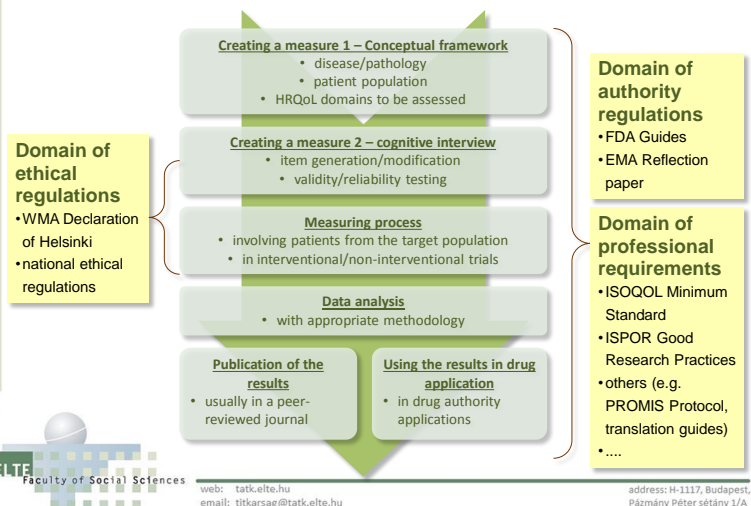 Creating a measure 1 – Conceptual framework
• disease/pathology
• patient population
• HRQoL domains to be assessed
Creating a measure 2 – cognitive interview
• item generation/modification
• validity/reliability testing
Measuring process
• involving patients from the target population
• in interventional/non-interventional trials
Data analysis
• with appropriate methodology
Publication of the
results
• usually in a peer-
reviewed journal
Using the results in drug
application
• in drug authority
applications
Domain of
ethical
regulations
•WMA Declaration
of Helsinki
•national ethical
regulations
Domain of
authority
regulations
•FDA Guides
•EMA Reflection
paper
Domain of
professional
requirements
•ISOQOL Minimum
Standard
•ISPOR Good
Research Practices
•others (e.g.
PROMIS Protocol,
translation guides)
•....
ELTE
Faculty of Social Sciences
web: tatk.elte.hu
email: titkarsag@tatk.elte.hu
address: H-1117, Budapest,
Pázmány Péter sétány 1/A